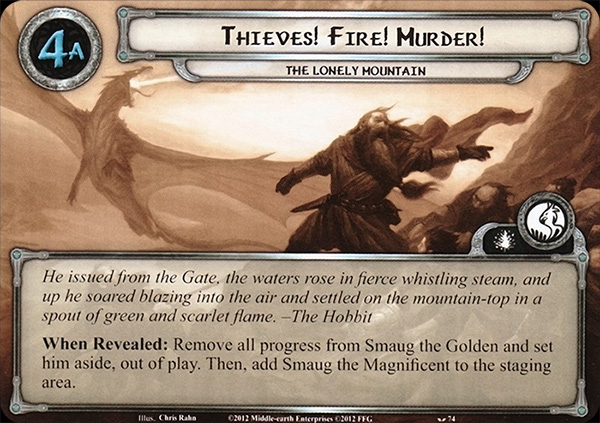 4A
THIEVES! FIRE! MURDER!
THE LONELY MOUNTAIN
He issued from the Gate, the waters rose in fierce whistling steam, and
up he soared blazing into the air and settled on the mountain-top in a
spout of green and scarlet flame. –The Hobbit
When Revealed: Remove all progress from Smaug the Golden and set
him aside, out of play. Then, add Smaug the Magnificent to the staging
area.
Illus. Chris Rahn ©2012 Middle-earth Enterprises ©2012 FFG 74